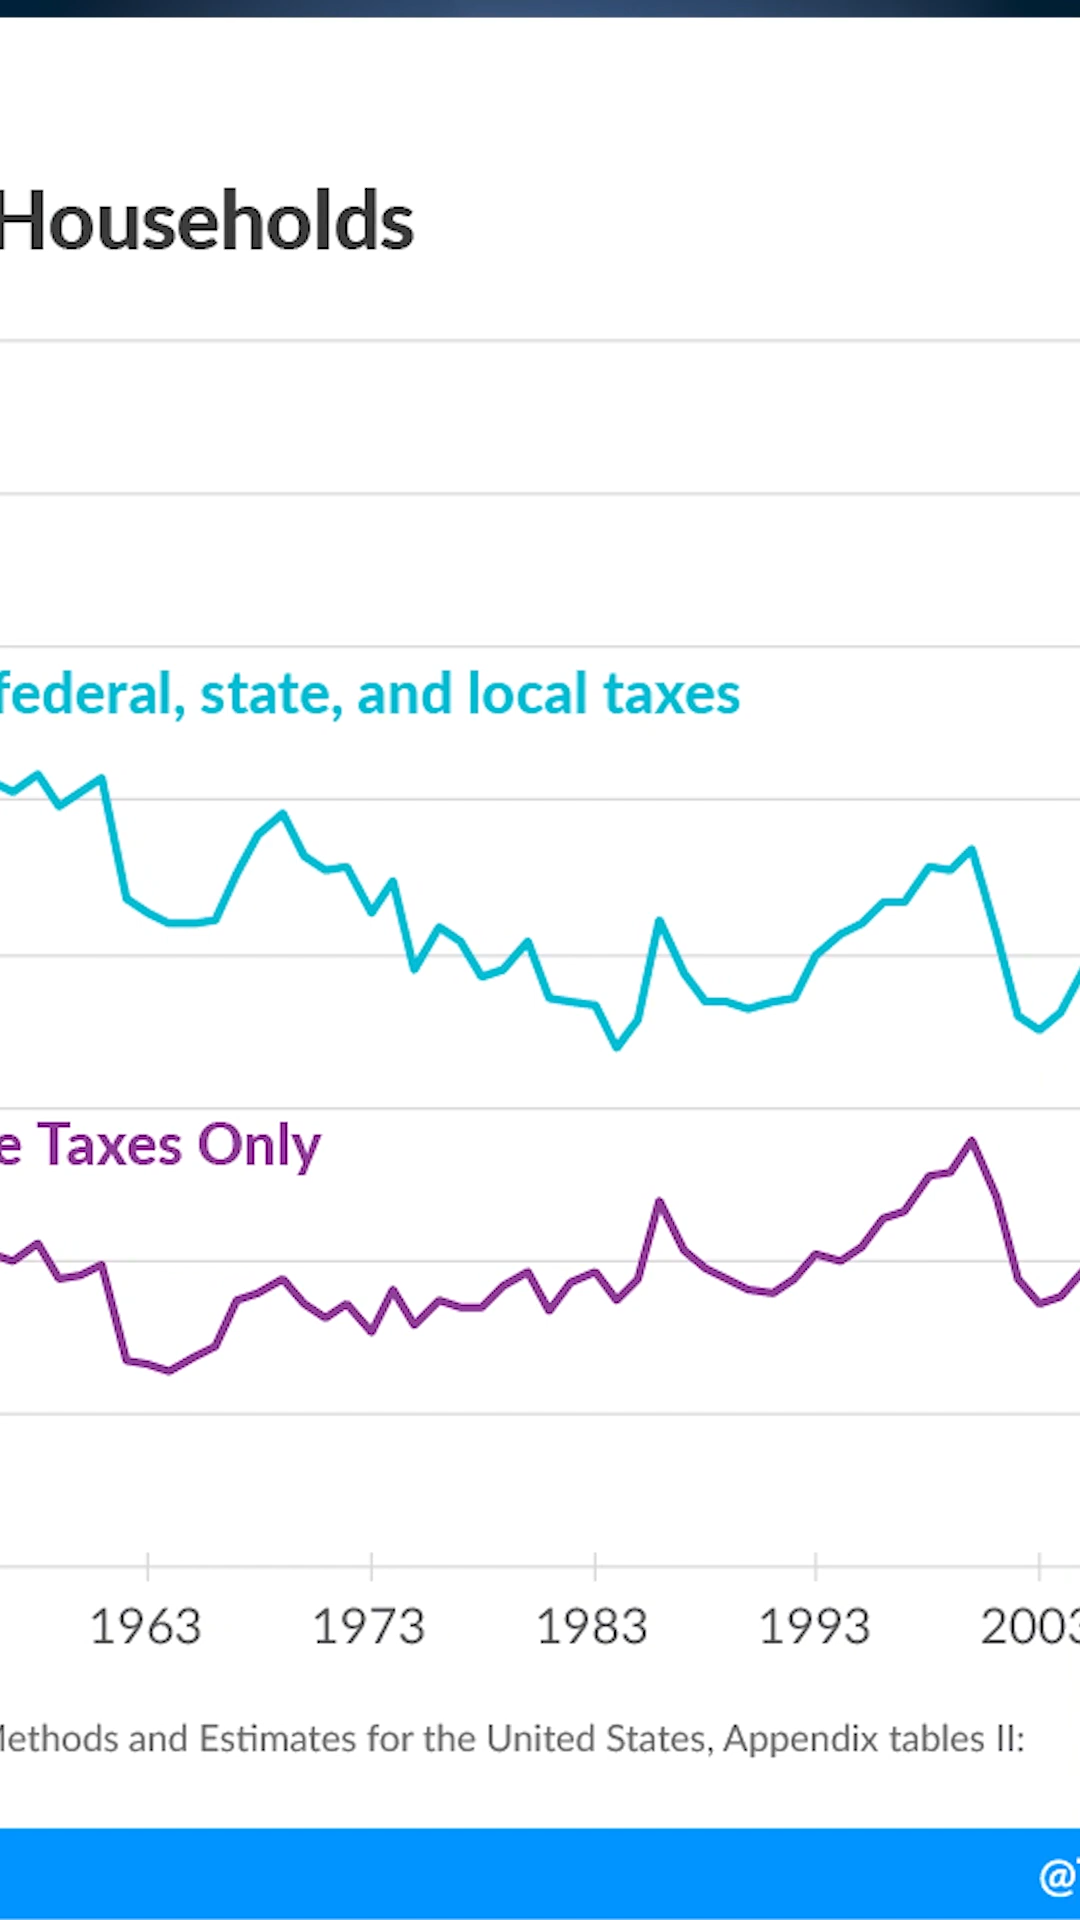 Households
federal, state, and local taxes
Taxes Only
1963 1973 1983 1993
and Estimates for the United States, Appendix tables II: